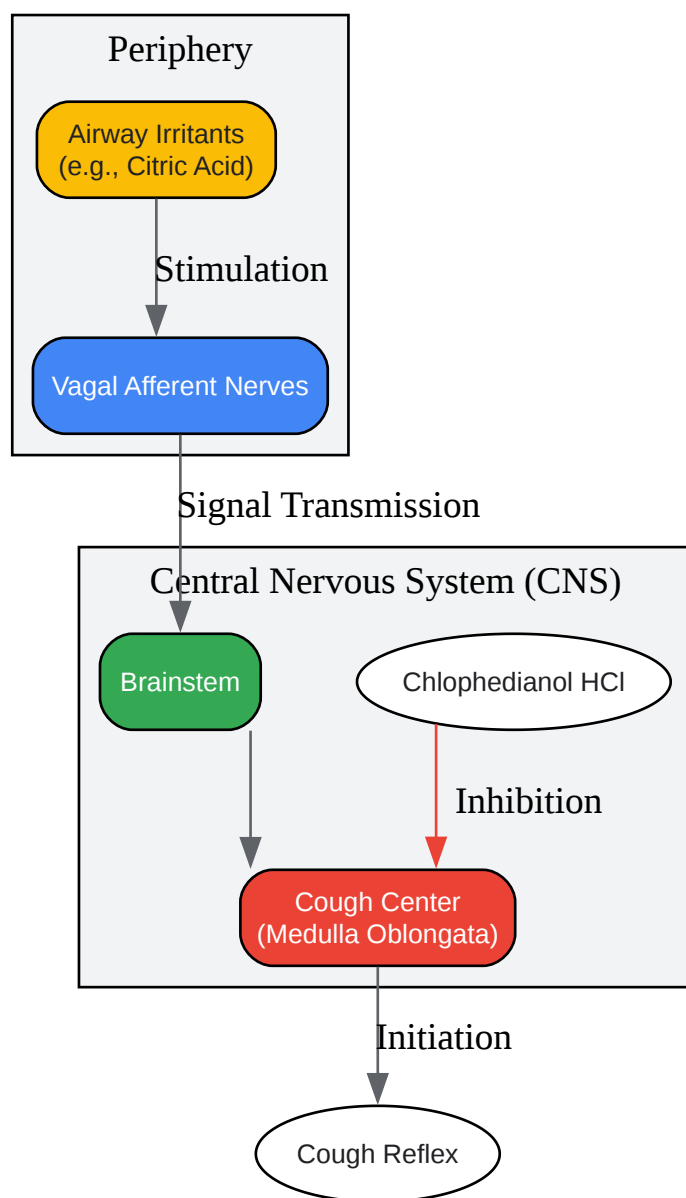 Periphery
Airway Irritants
(e.g., Citric Acid)
Stimulation
Vagal Afferent Nerves
Signal Transmission
Central Nervous System (CNS)
Brainstem
Chlophedianol HCl
Inhibition
Cough Center
(Medulla Oblongata)
Initiation
Cough Reflex